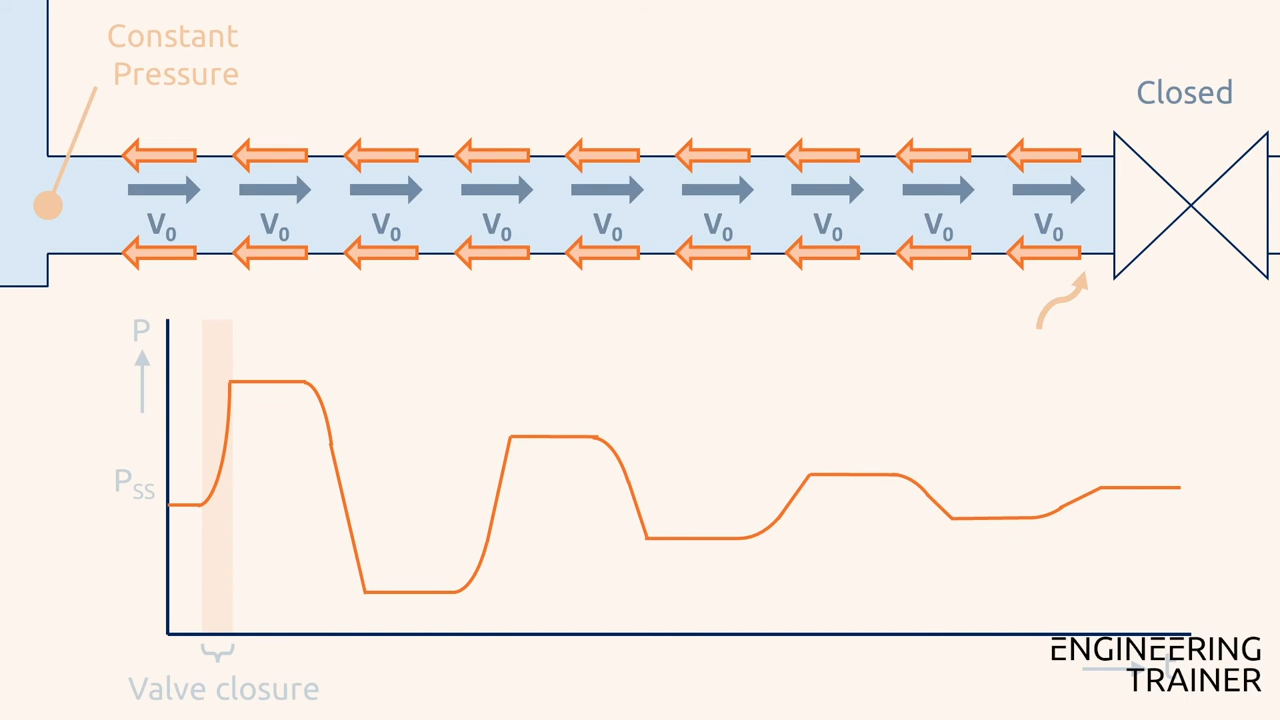 Constant
Pressure
Closed
V₀ V₀ V₀ V₀ V₀ V₀ V₀ V₀ V₀
P
Pss
Valve closure
t
ENGINEERING
TRAINER